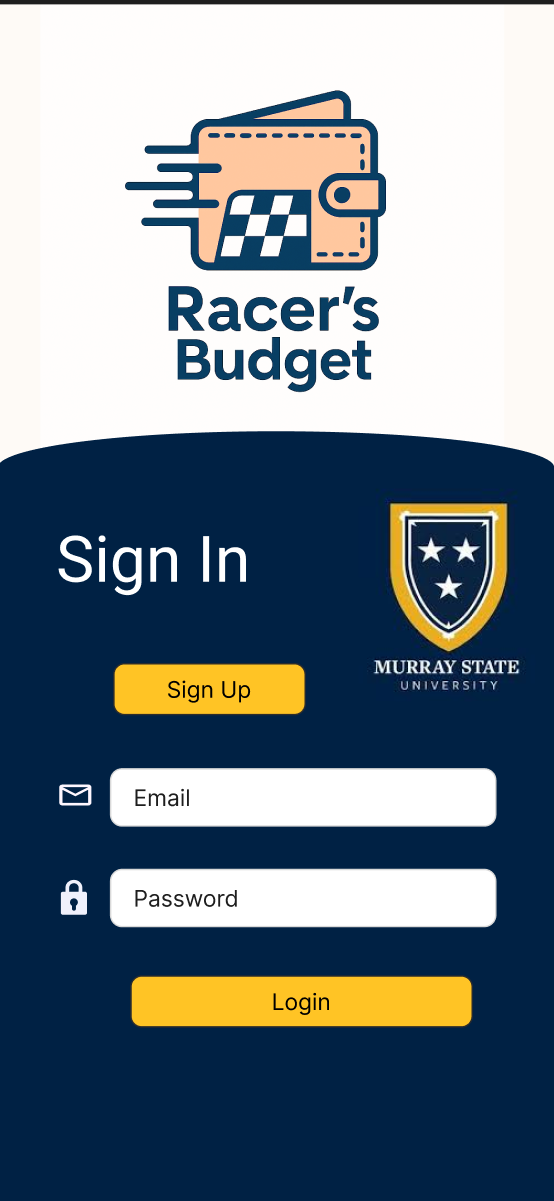 Racer's
Budget
Sign In
MURRAY STATE
UNIVERSITY
Sign Up
Email
Password
Login